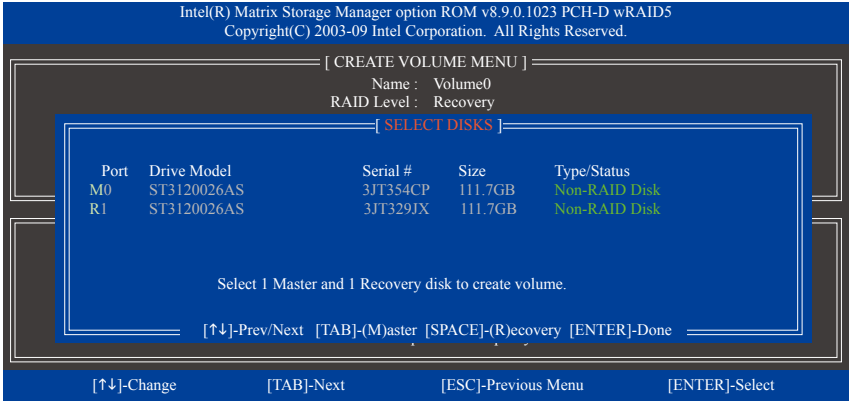 Intel(R) Matrix Storage Manager option ROM v8.9.0.1023 PCH-D wRAID5
Copyright(C) 2003-09 Intel Corporation. All Rights Reserved.
[ CREATE VOLUME MENU ]
Name : Volume0
RAID Level : Recovery
[ SELECT DISKS ]
Port Drive Model Serial # Size Type/Status
M0 ST3120026AS 3JT354CP 111.7GB Non-RAID Disk
R1 ST3120026AS 3JT329JX 111.7GB Non-RAID Disk
Select 1 Master and 1 Recovery disk to create volume.
[↑↓]-Prev/Next [TAB]-(M)aster [SPACE]-(R)ecovery [ENTER]-Done
[↑↓]-Change [TAB]-Next [ESC]-Previous Menu [ENTER]-Select